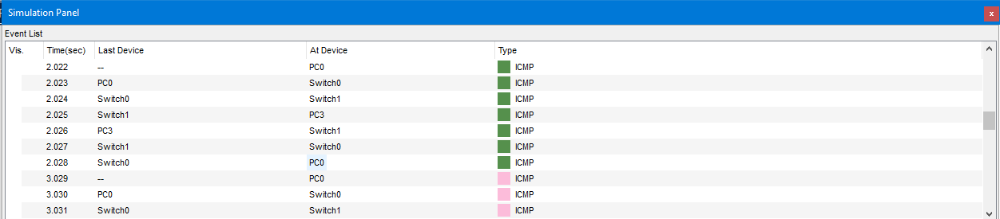 Simulation Panel
Event List
Vis. Time(sec) Last Device At Device Type
2.022 -- PC0 ICMP
2.023 PC0 Switch0 ICMP
2.024 Switch0 Switch1 ICMP
2.025 Switch1 PC3 ICMP
2.026 PC3 Switch1 ICMP
2.027 Switch1 Switch0 ICMP
2.028 Switch0 PC0 ICMP
3.029 -- PC0 ICMP
3.030 PC0 Switch0 ICMP
3.031 Switch0 Switch1 ICMP